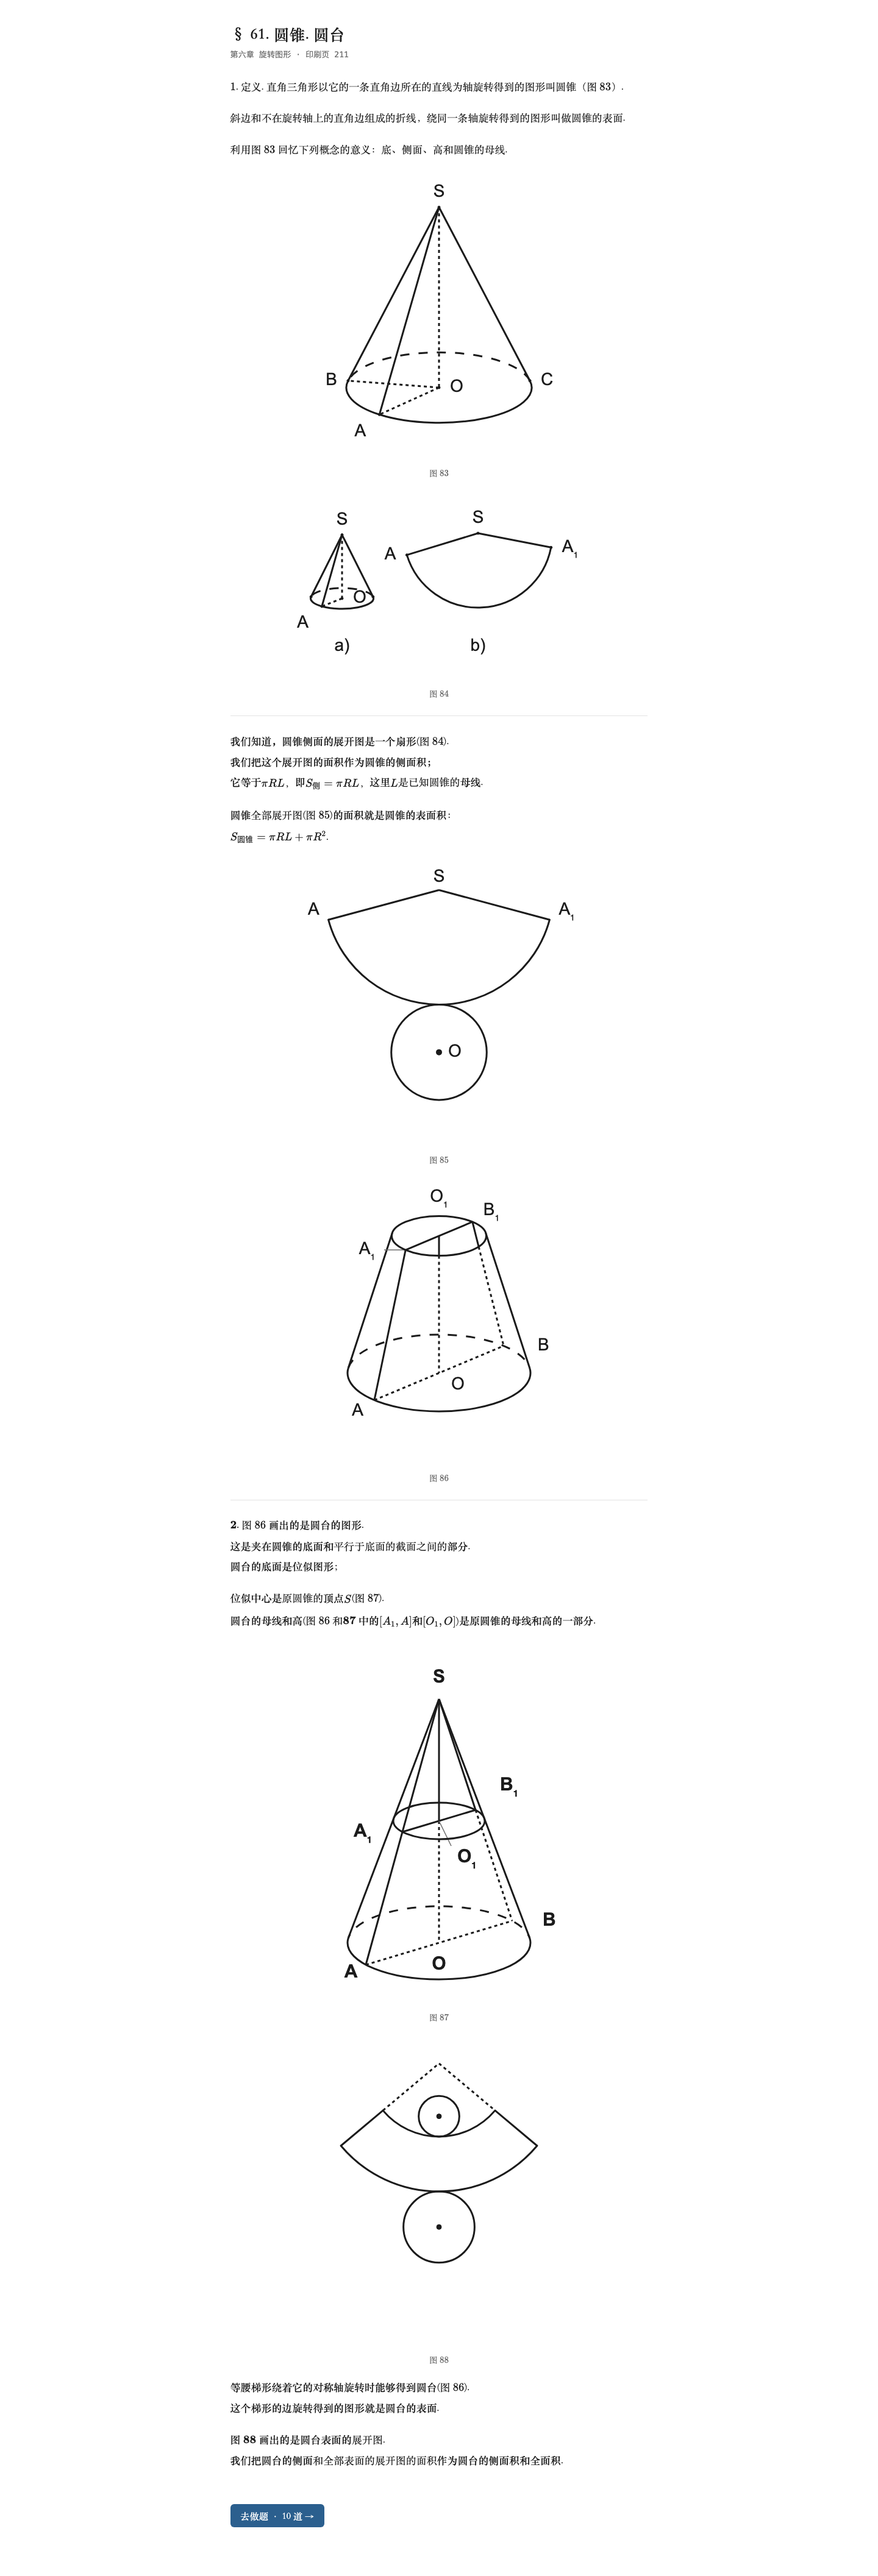 § 61. 圆锥. 圆台
第六章 旋转图形 · 印刷页 211
1. 定义. 直角三角形以它的一条直角边所在的直线为轴旋转得到的图形叫圆锥（图 83）.
斜边和不在旋转轴上的直角边组成的折线，绕同一条轴旋转得到的图形叫做圆锥的表面.
利用图 83 回忆下列概念的意义：底、侧面、高和圆锥的母线.
S
B
O
C
A
图 83
S
S
A
A₁
O
A
a)
b)
图 84
我们知道，圆锥侧面的展开图是一个扇形(图 84).
我们把这个展开图的面积作为圆锥的侧面积；
它等于πRL，即S侧 = πRL，这里L是已知圆锥的母线.
圆锥全部展开图(图 85)的面积就是圆锥的表面积：
S圆锥 = πRL + πR².
S
A
A₁
O
图 85
O₁
B₁
A₁
B
O
A
图 86
2. 图 86 画出的是圆台的图形.
这是夹在圆锥的底面和平行于底面的截面之间的部分.
圆台的底面是位似图形；
位似中心是原圆锥的顶点S(图 87).
圆台的母线和高(图 86 和87 中的[A₁, A]和[O₁, O])是原圆锥的母线和高的一部分.
S
B₁
A₁
O₁
B
O
A
图 87
图 88
等腰梯形绕着它的对称轴旋转时能够得到圆台(图 86).
这个梯形的边旋转得到的图形就是圆台的表面.
图 88 画出的是圆台表面的展开图.
我们把圆台的侧面和全部表面的展开图的面积作为圆台的侧面积和全面积.
去做题 · 10 道 →